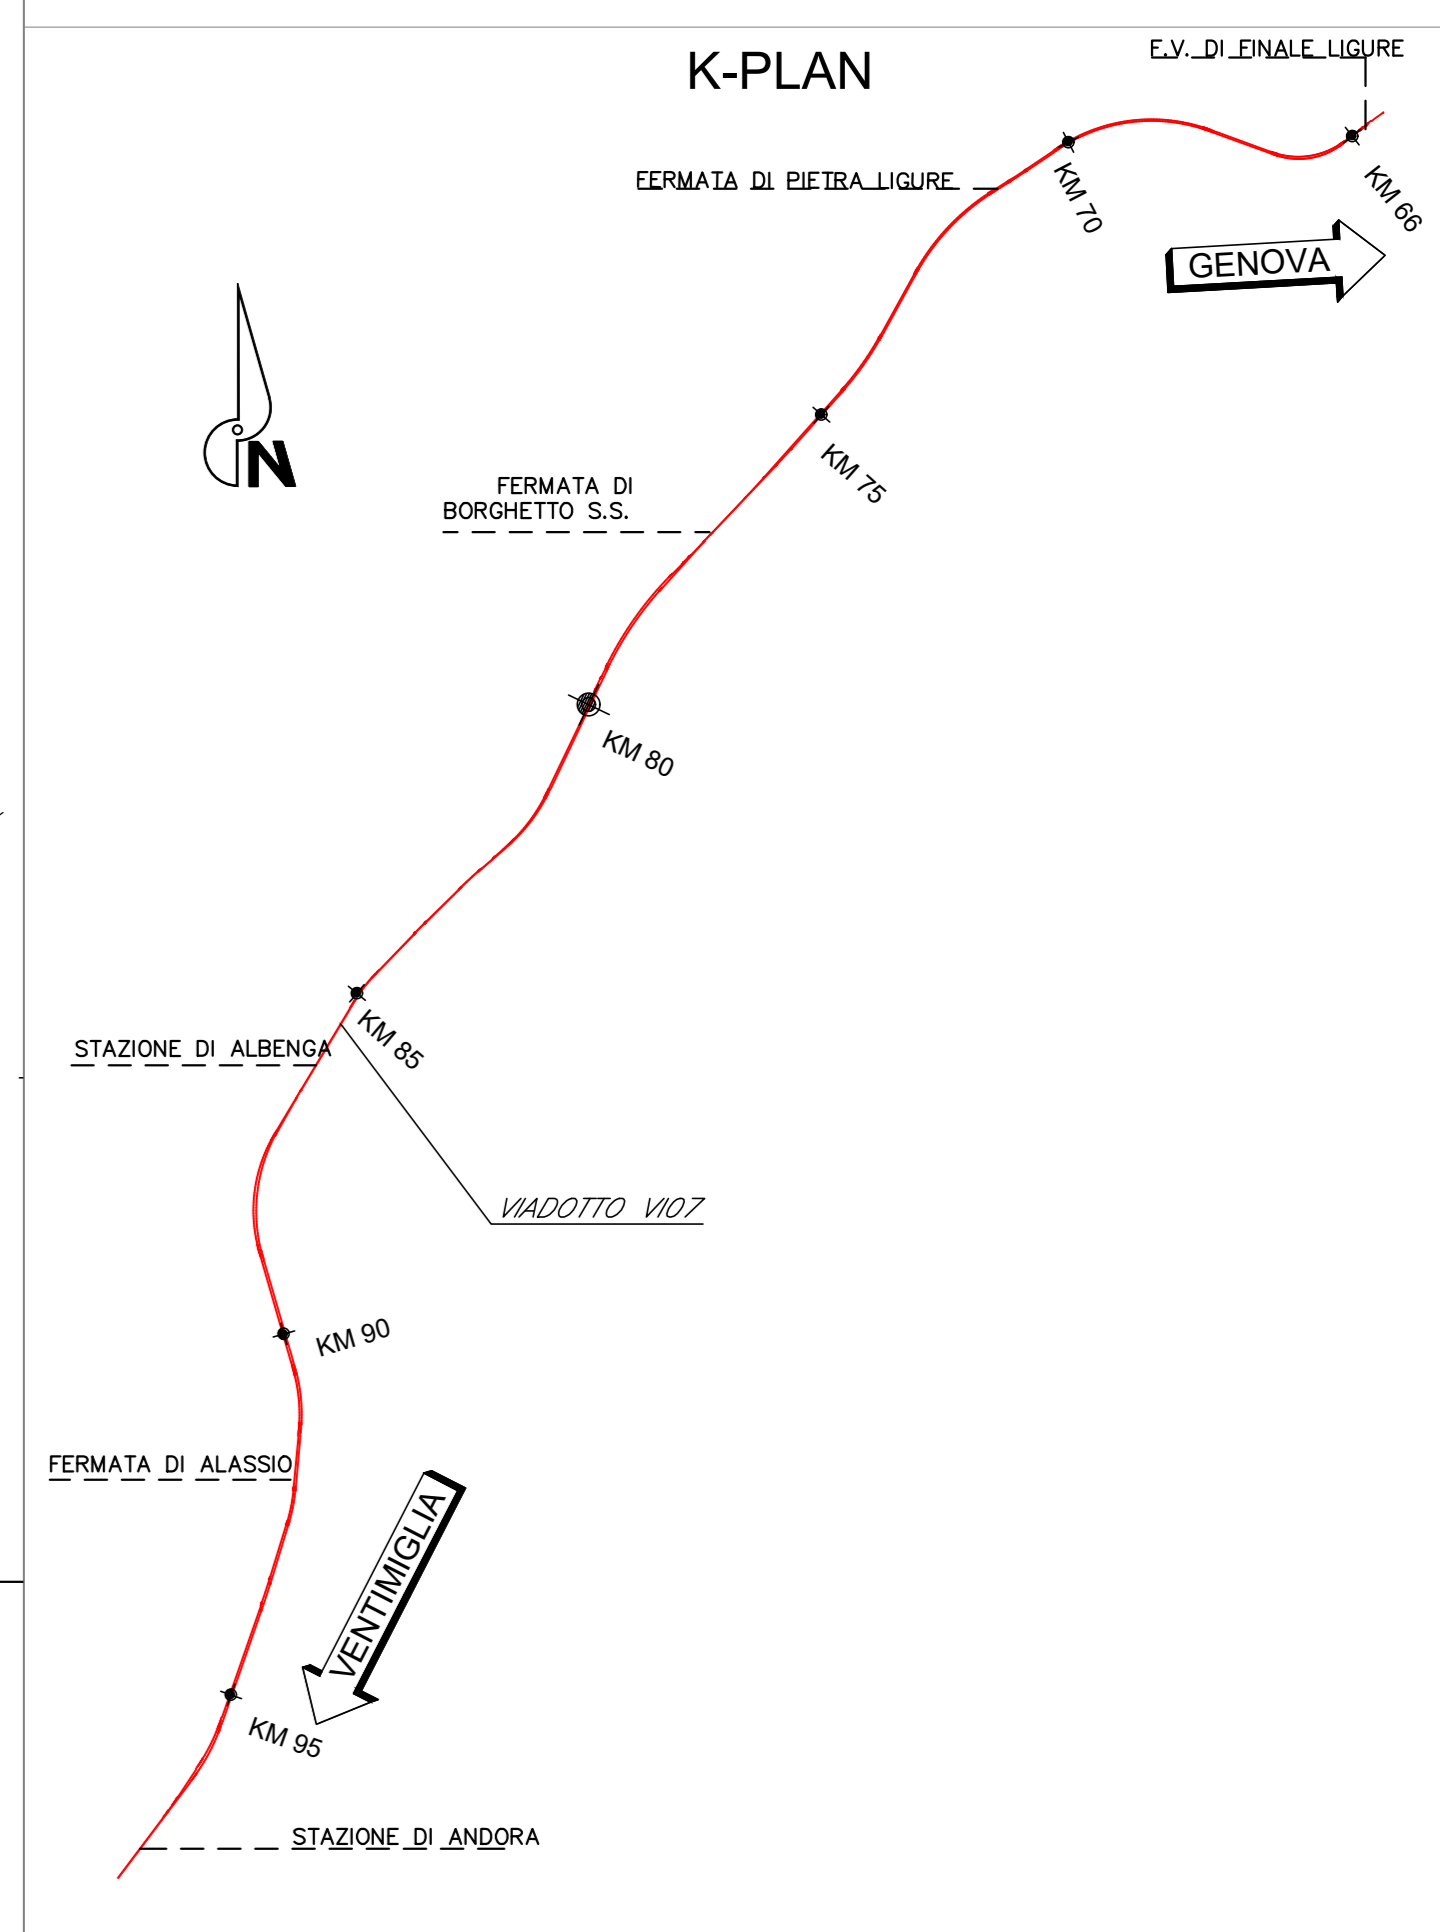 K-PLAN
F.V. DI FINALE LIGURE
FERMATA DI PIETRA LIGURE
KM 70
KM 66
GENOVA
N
KM 75
FERMATA DI
BORGHETTO S.S.
KM 80
KM 85
STAZIONE DI ALBENGA
VIADOTTO VI07
KM 90
FERMATA DI ALASSIO
VENTIMIGLIA
KM 95
STAZIONE DI ANDORA